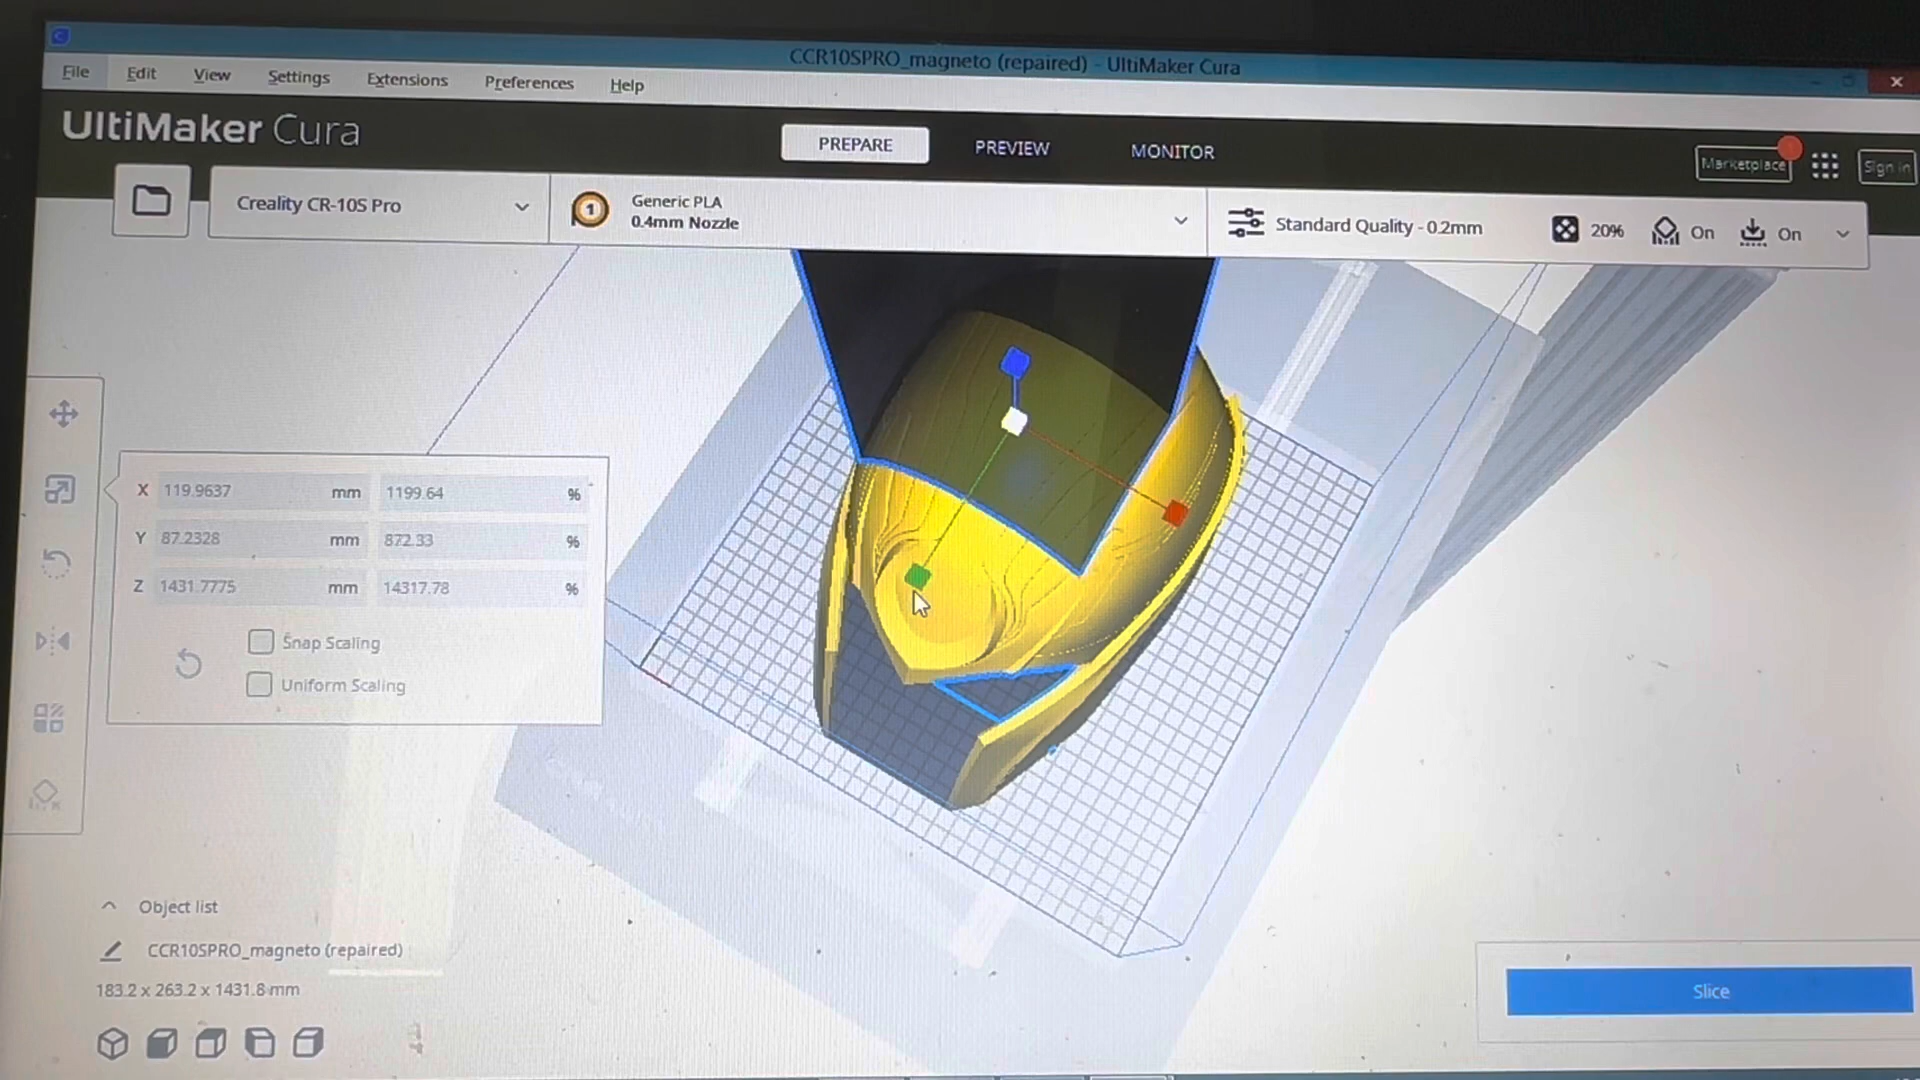 CCR10SPRO_magneto (repaired) - UltiMaker Cura
File Edit View Settings Extensions Preferences Help
UltiMaker Cura
PREPARE PREVIEW MONITOR
Marketplace Sign in
Creality CR-10S Pro
1 Generic PLA
0.4mm Nozzle
Standard Quality - 0.2mm 20% On On
X 119.9637 mm 1199.64 %
Y 87.2328 mm 872.33 %
Z 1431.7775 mm 14317.78 %
Snap Scaling
Uniform Scaling
Object list
CCR10SPRO_magneto (repaired)
183.2 x 263.2 x 1431.8 mm
Slice